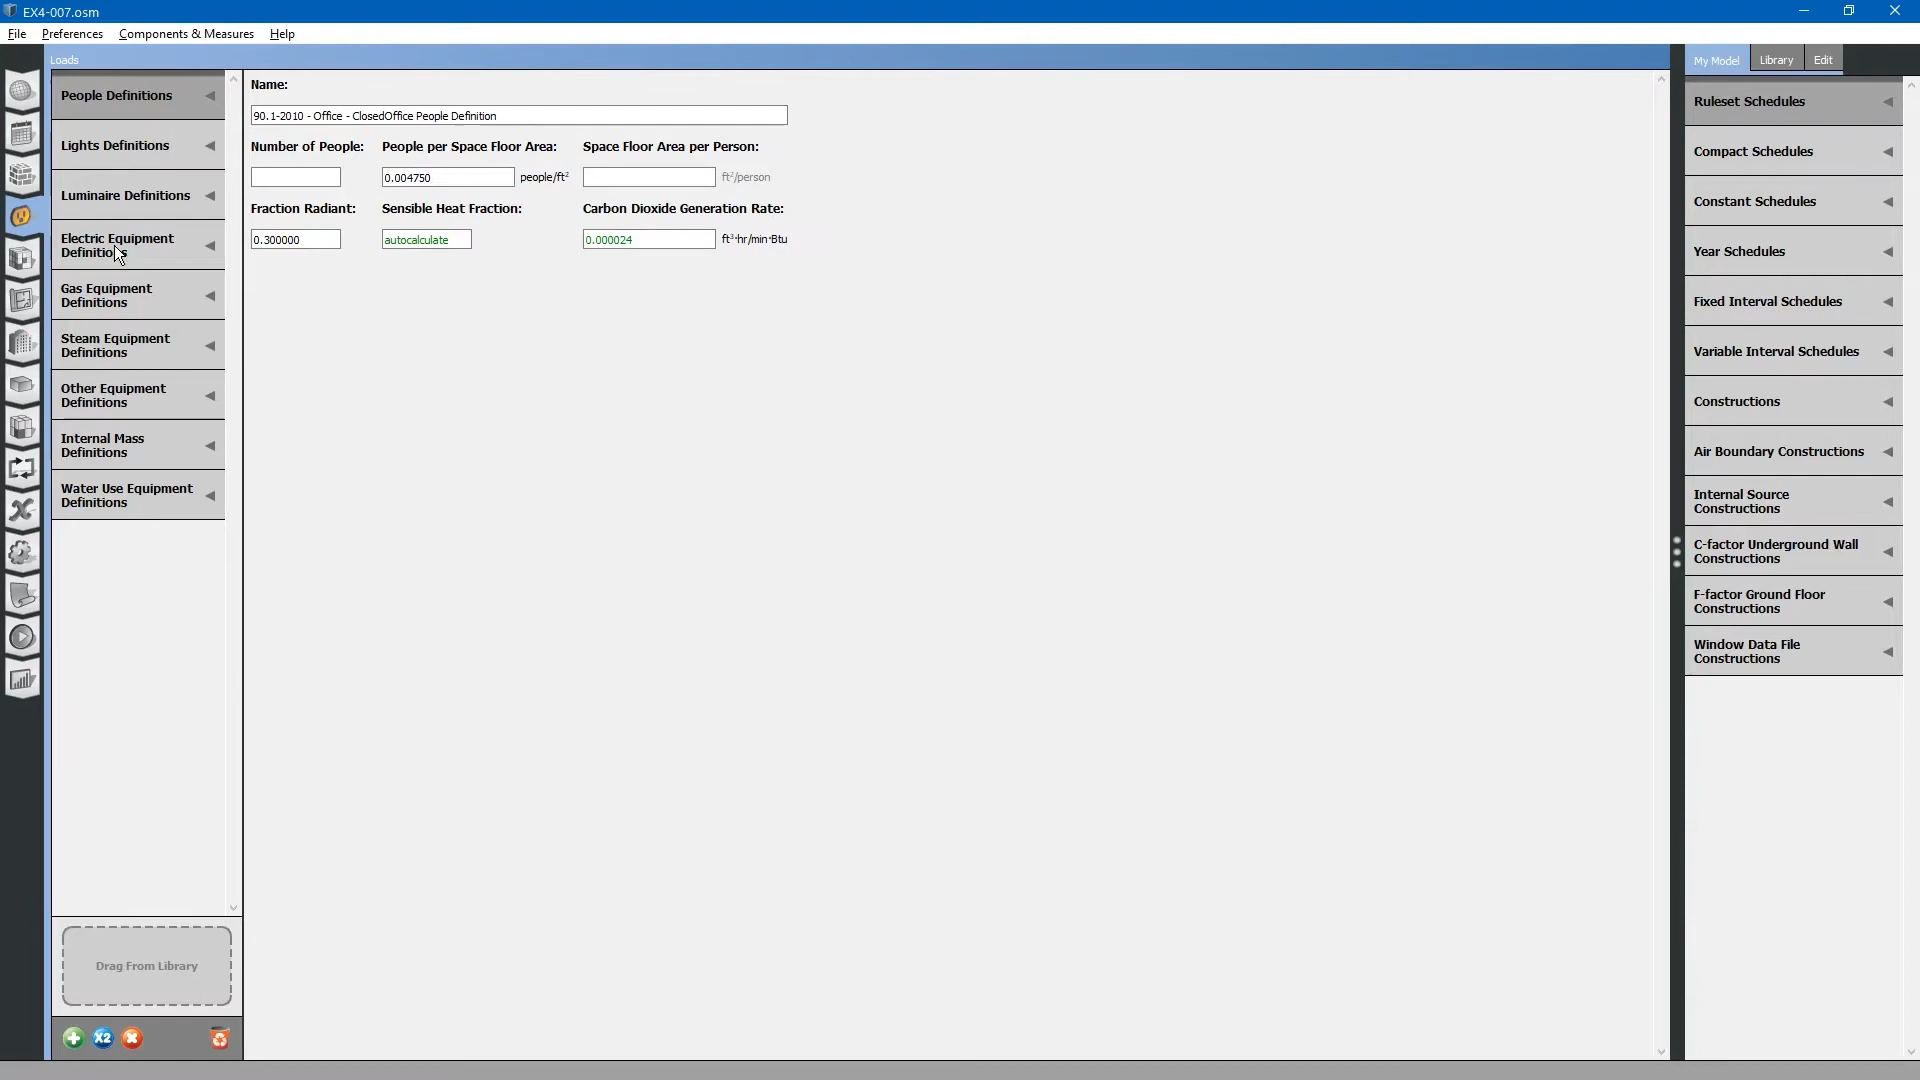 EX4-007.osm
File Preferences Components & Measures Help
Loads
My Model Library Edit
People Definitions
Lights Definitions
Luminaire Definitions
Electric Equipment
Definitions
Gas Equipment
Definitions
Steam Equipment
Definitions
Other Equipment
Definitions
Internal Mass
Definitions
Water Use Equipment
Definitions
Drag From Library
X2
Name:
90.1-2010 - Office - ClosedOffice People Definition
Number of People: People per Space Floor Area: Space Floor Area per Person:
0.004750 people/ft² ft²/person
Fraction Radiant: Sensible Heat Fraction: Carbon Dioxide Generation Rate:
0.300000 autocalculate 0.000024 ft³·hr/min·Btu
Ruleset Schedules
Compact Schedules
Constant Schedules
Year Schedules
Fixed Interval Schedules
Variable Interval Schedules
Constructions
Air Boundary Constructions
Internal Source
Constructions
C-factor Underground Wall
Constructions
F-factor Ground Floor
Constructions
Window Data File
Constructions